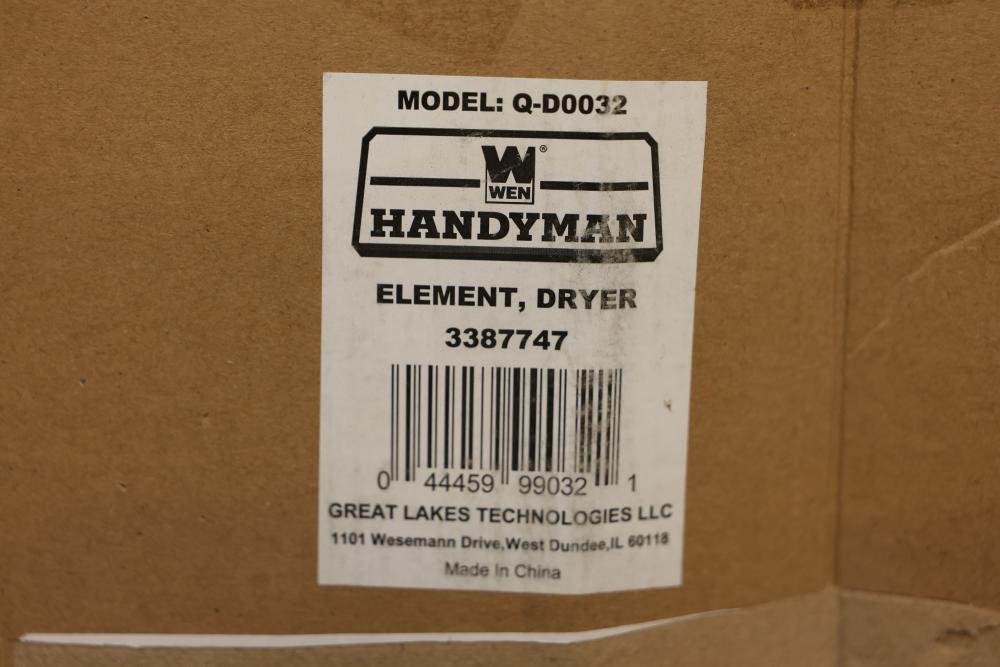 MODEL: Q-D0032
W®
WEN
HANDYMAN
ELEMENT, DRYER
3387747
0 44459 99032 1
GREAT LAKES TECHNOLOGIES LLC
1101 Wesemann Drive,West Dundee,IL 60118
Made In China